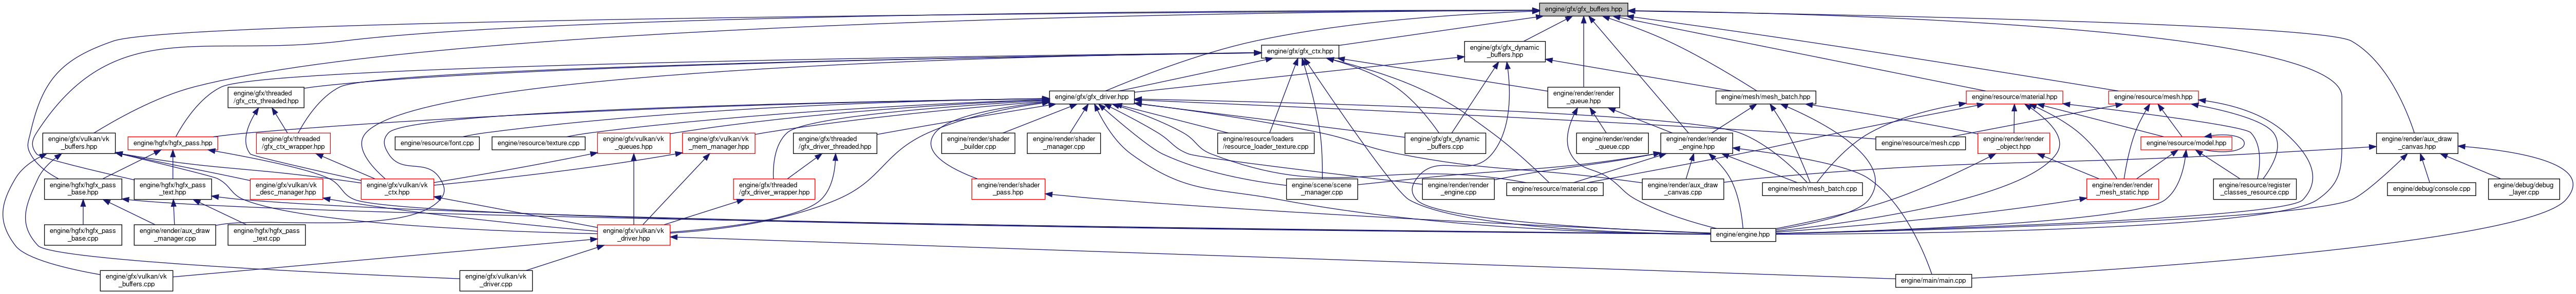 engine/gfx/gfx_buffers.hpp
engine/gfx/gfx_ctx.hpp
engine/gfx/gfx_dynamic
_buffers.hpp
engine/gfx/threaded
/gfx_ctx_threaded.hpp
engine/gfx/gfx_driver.hpp
engine/render/render
_queue.hpp
engine/mesh/mesh_batch.hpp
engine/resource/material.hpp
engine/resource/mesh.hpp
engine/gfx/vulkan/vk
_buffers.hpp
engine/hgfx/hgfx_pass.hpp
engine/gfx/threaded
/gfx_ctx_wrapper.hpp
engine/resource/font.cpp
engine/resource/texture.cpp
engine/gfx/vulkan/vk
_queues.hpp
engine/gfx/vulkan/vk
_mem_manager.hpp
engine/gfx/threaded
/gfx_driver_threaded.hpp
engine/render/shader
_builder.cpp
engine/render/shader
_manager.cpp
engine/resource/loaders
/resource_loader_texture.cpp
engine/gfx/gfx_dynamic
_buffers.cpp
engine/render/render
_queue.cpp
engine/render/render
_engine.hpp
engine/resource/mesh.cpp
engine/render/render
_object.hpp
engine/resource/model.hpp
engine/render/aux_draw
_canvas.hpp
engine/hgfx/hgfx_pass
_base.hpp
engine/hgfx/hgfx_pass
_text.hpp
engine/gfx/vulkan/vk
_desc_manager.hpp
engine/gfx/vulkan/vk
_ctx.hpp
engine/gfx/threaded
/gfx_driver_wrapper.hpp
engine/render/shader
_pass.hpp
engine/scene/scene
_manager.cpp
engine/render/render
_engine.cpp
engine/resource/material.cpp
engine/render/aux_draw
_canvas.cpp
engine/mesh/mesh_batch.cpp
engine/render/render
_mesh_static.hpp
engine/resource/register
_classes_resource.cpp
engine/debug/console.cpp
engine/debug/debug
_layer.cpp
engine/hgfx/hgfx_pass
_base.cpp
engine/render/aux_draw
_manager.cpp
engine/hgfx/hgfx_pass
_text.cpp
engine/gfx/vulkan/vk
_driver.hpp
engine/engine.hpp
engine/gfx/vulkan/vk
_buffers.cpp
engine/gfx/vulkan/vk
_driver.cpp
engine/main/main.cpp